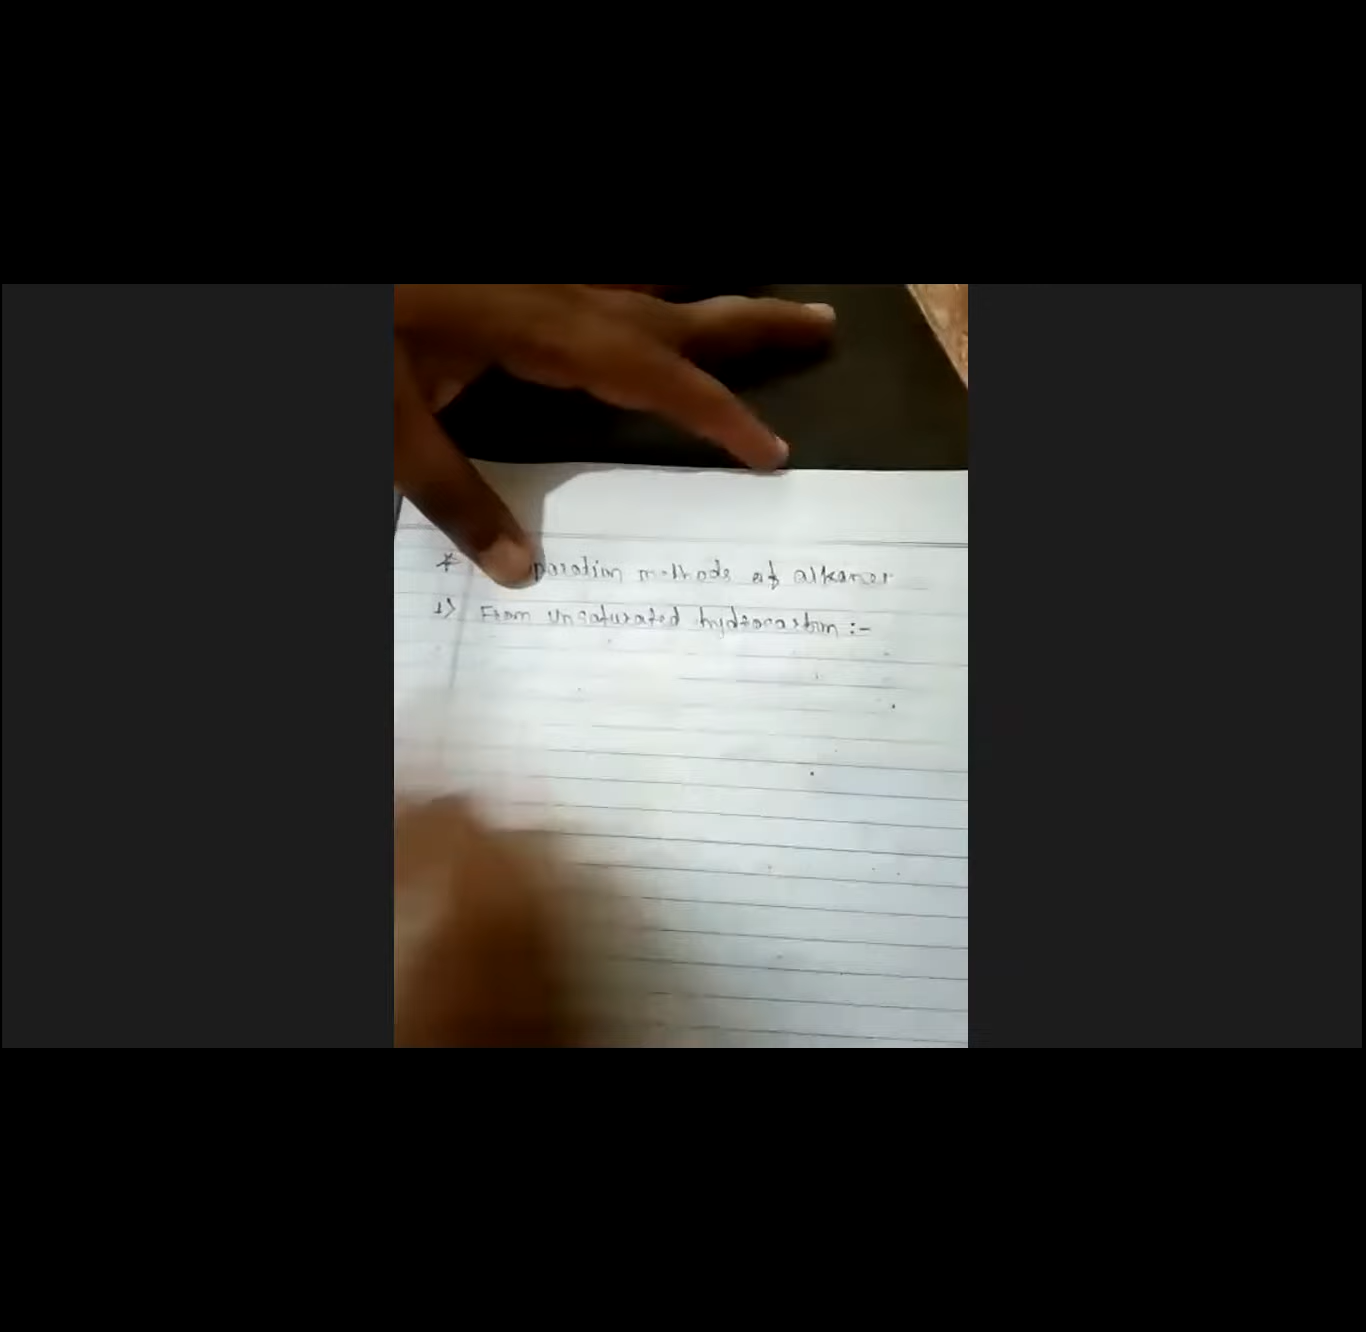 * paration methods of alkanes
1) From unsaturated hydrocarbon :-